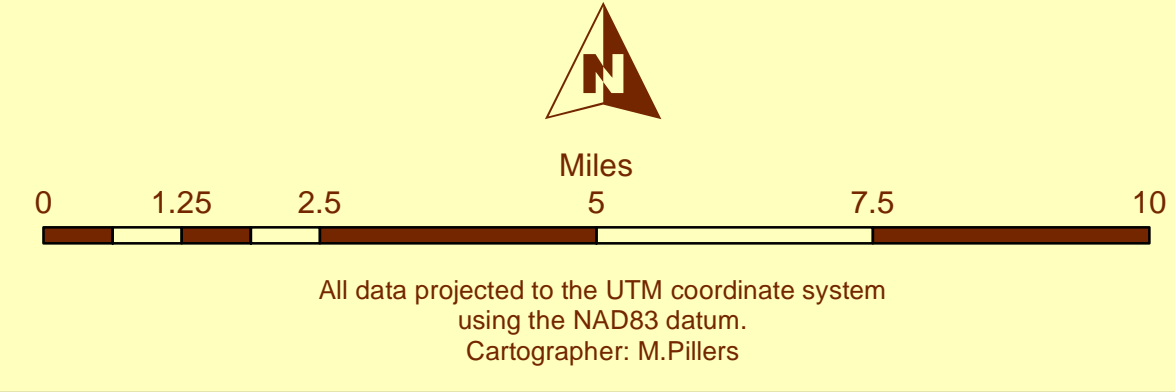 N
Miles
0 1.25 2.5 5 7.5 10
All data projected to the UTM coordinate system
using the NAD83 datum.
Cartographer: M.Pillers